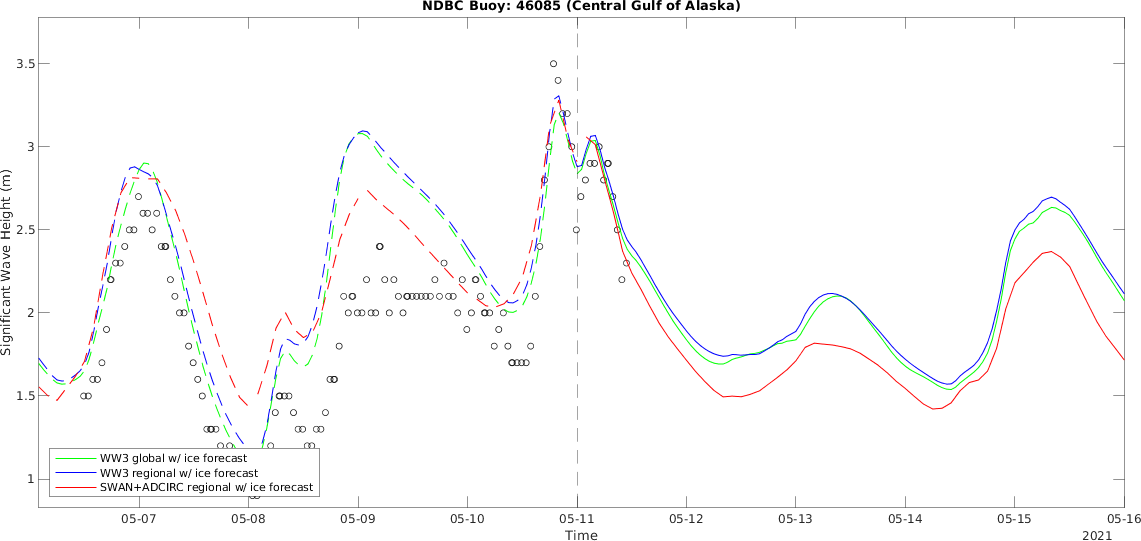 NDBC Buoy: 46085 (Central Gulf of Alaska)
Significant Wave Height (m)
3.5
3
2.5
2
1.5
1
WW3 global w/ ice forecast
WW3 regional w/ ice forecast
SWAN+ADCIRC regional w/ ice forecast
05-07 05-08 05-09 05-10 05-11 05-12 05-13 05-14 05-15 05-16
Time
2021